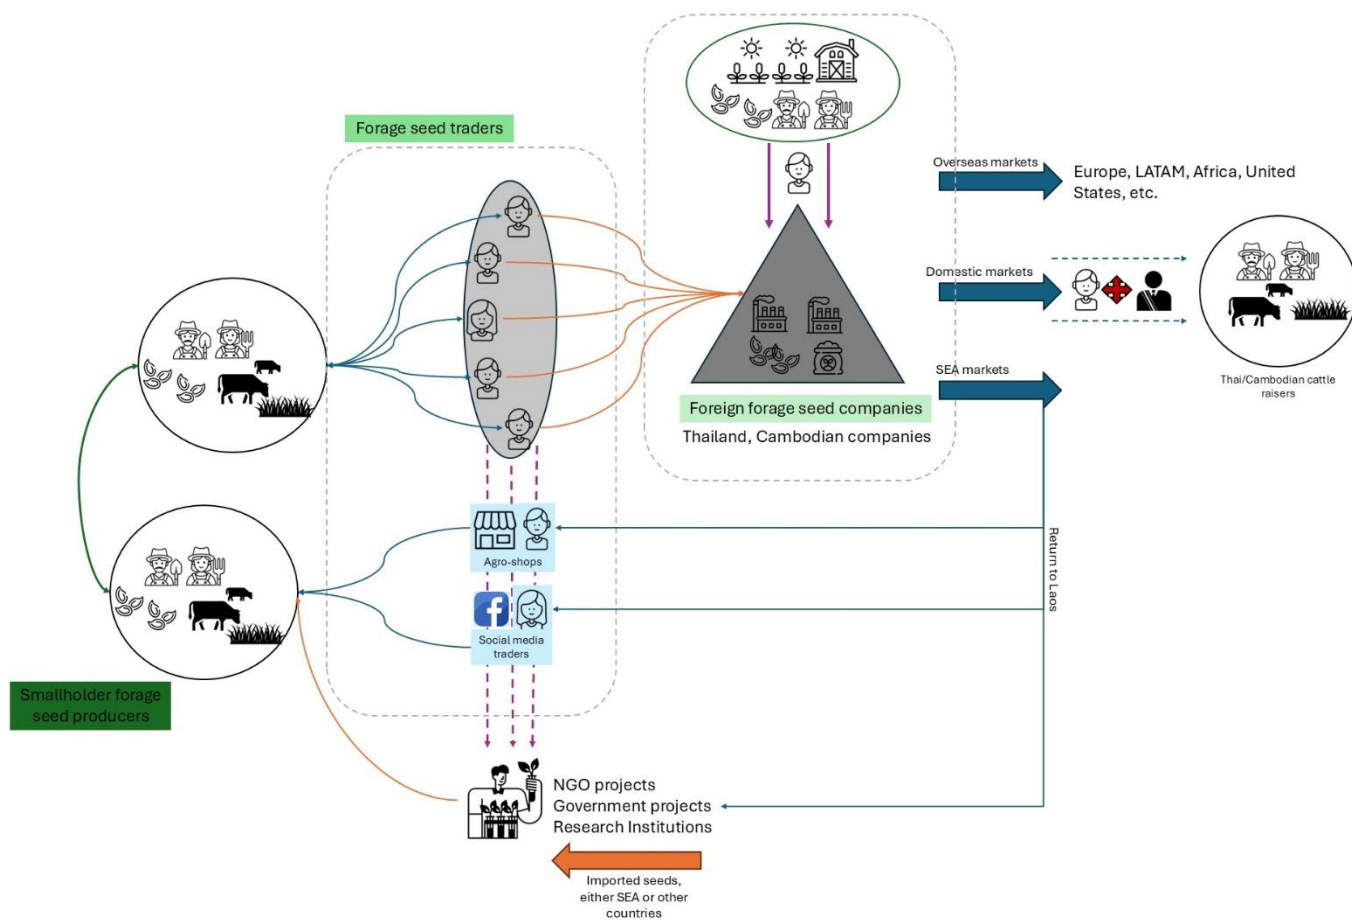 Forage seed traders
Overseas markets
Europe, LATAM, Africa, United
States, etc.
Domestic markets
SEA markets
Thai/Cambodian cattle
raisers
Foreign forage seed companies
Thailand, Cambodian companies
Agro-shops
Return to Laos
Social media
traders
Smallholder forage
seed producers
NGO projects
Government projects
Research Institutions
Imported seeds,
either SEA or other
countries